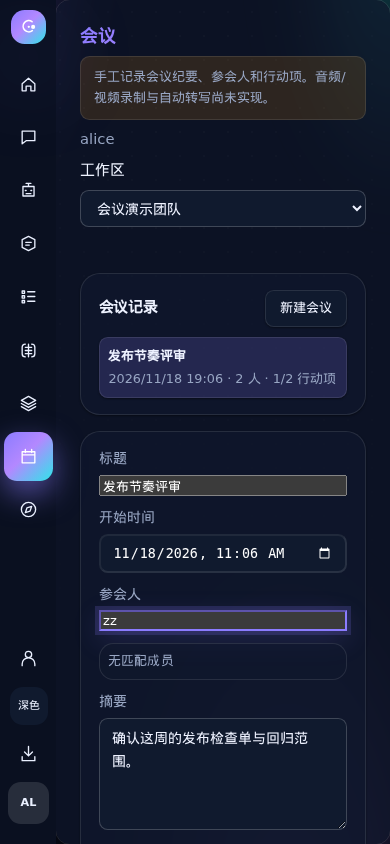 会议
手工记录会议纪要、参会人和行动项。音频/
视频录制与自动转写尚未实现。
alice
工作区
会议演示团队
会议记录
新建会议
发布节奏评审
2026/11/18 19:06 · 2 人 · 1/2 行动项
标题
发布节奏评审
开始时间
11/18/2026, 11:06 AM
参会人
zz
无匹配成员
摘要
确认这周的发布检查单与回归范
围。
深色
AL